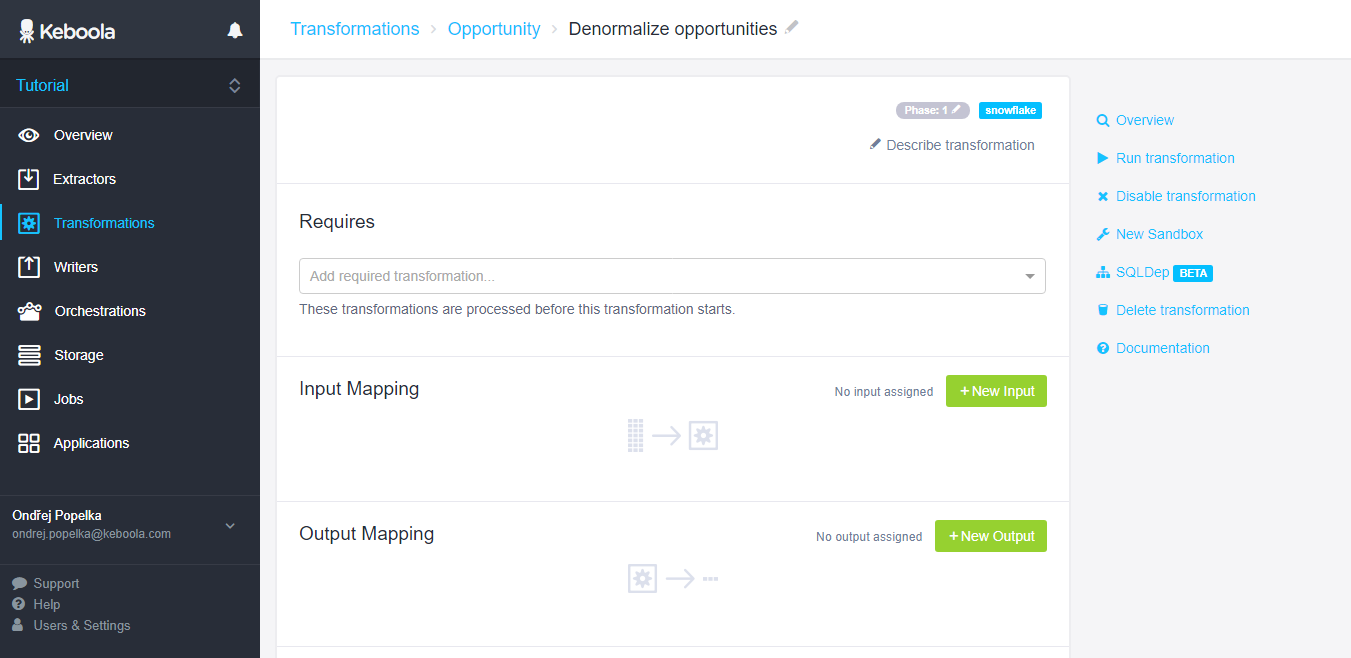 Keboola
Tutorial
Overview
Extractors
Transformations
Writers
Orchestrations
Storage
Jobs
Applications
Ondřej Popelka
ondrej.popelka@keboola.com
Support
Help
Users & Settings
Transformations › Opportunity › Denormalize opportunities
Phase: 1 snowflake
Describe transformation
Requires
Add required transformation...
These transformations are processed before this transformation starts.
Input Mapping No input assigned +New Input
Output Mapping No output assigned +New Output
Overview
Run transformation
Disable transformation
New Sandbox
SQLDep BETA
Delete transformation
Documentation